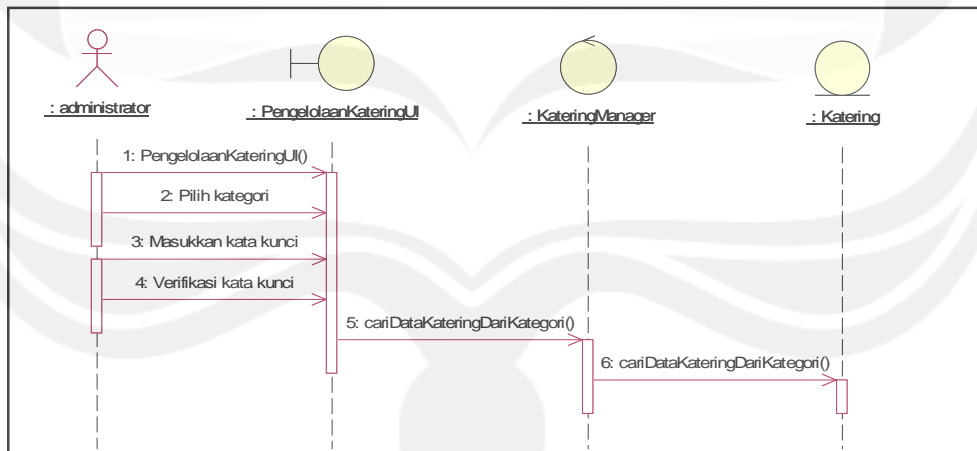 : administrator
: PengelolaanKateringUI
: KateringManager
: Katering
1: PengelolaanKateringUI()
2: Pilih kategori
3: Masukkan kata kunci
4: Verifikasi kata kunci
5: cariDataKateringDariKategori()
6: cariDataKateringDariKategori()